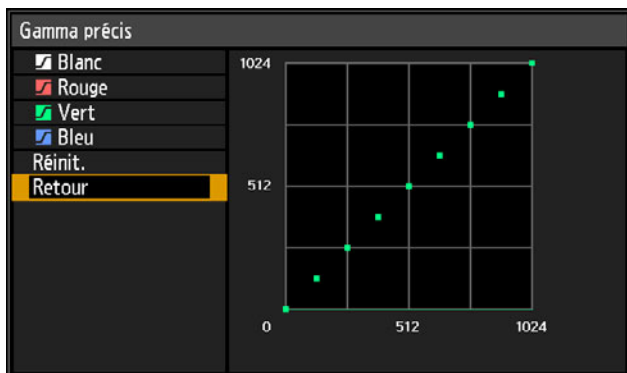 Gamma précis
Blanc
Rouge
Vert
Bleu
Réinit.
Retour
1024
512
0 512 1024